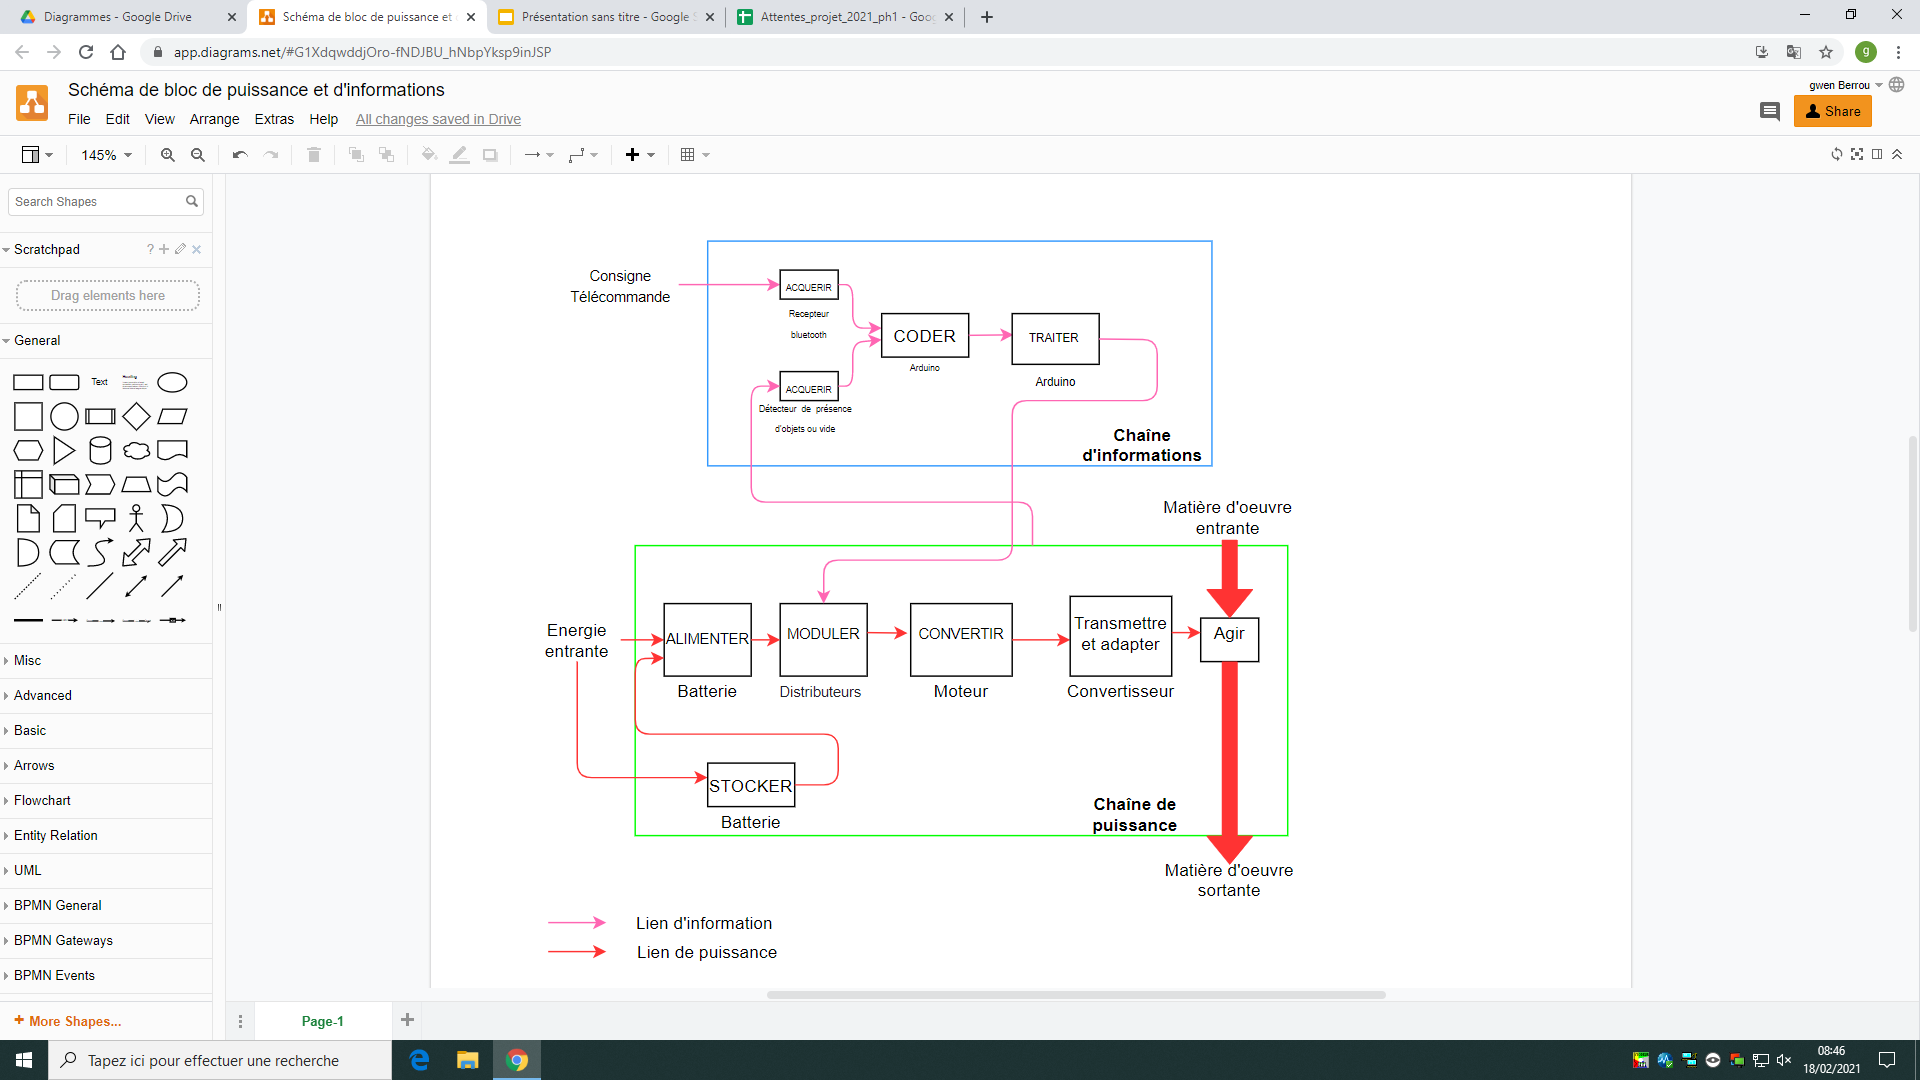 Diagrammes - Google Drive
Schéma de bloc de puissance et
Présentation sans titre - Google S
Attentes_projet_2021_ph1 - Goog
app.diagrams.net/#G1XdqwddjOro-fNDJBU_hNbpYksp9inJSP
g
Schéma de bloc de puissance et d'informations
gwen Berrou
File Edit View Arrange Extras Help All changes saved in Drive
Share
145%
Search Shapes
Scratchpad
?
Drag elements here
General
Text
Heading
Misc
Advanced
Basic
Arrows
Flowchart
Entity Relation
UML
BPMN General
BPMN Gateways
BPMN Events
More Shapes...
Consigne
Télécommande
ACQUERIR
Recepteur
bluetooth
CODER
Arduino
TRAITER
Arduino
ACQUERIR
Détecteur de présence
d'objets ou vide
Chaîne
d'informations
Matière d'oeuvre
entrante
Energie
entrante
ALIMENTER
Batterie
MODULER
Distributeurs
CONVERTIR
Moteur
Transmettre
et adapter
Convertisseur
Agir
STOCKER
Batterie
Chaîne de
puissance
Matière d'oeuvre
sortante
Lien d'information
Lien de puissance
Page-1
Tapez ici pour effectuer une recherche
08:46
18/02/2021